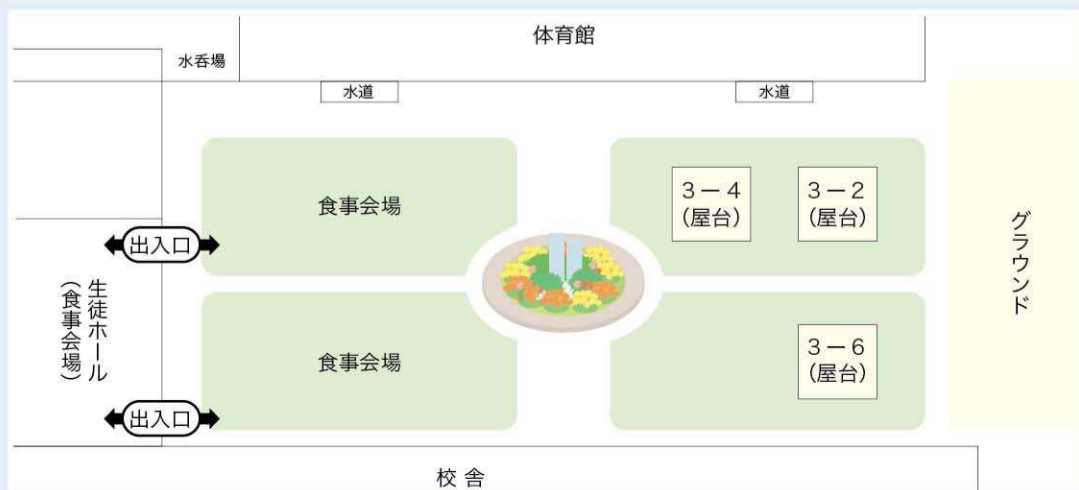 体育館
水呑場
水道
水道
食事会場
3－4
（屋台）
3－2
（屋台）
出入口
生徒ホール
（食事会場）
グラウンド
食事会場
3－6
（屋台）
出入口
校舎